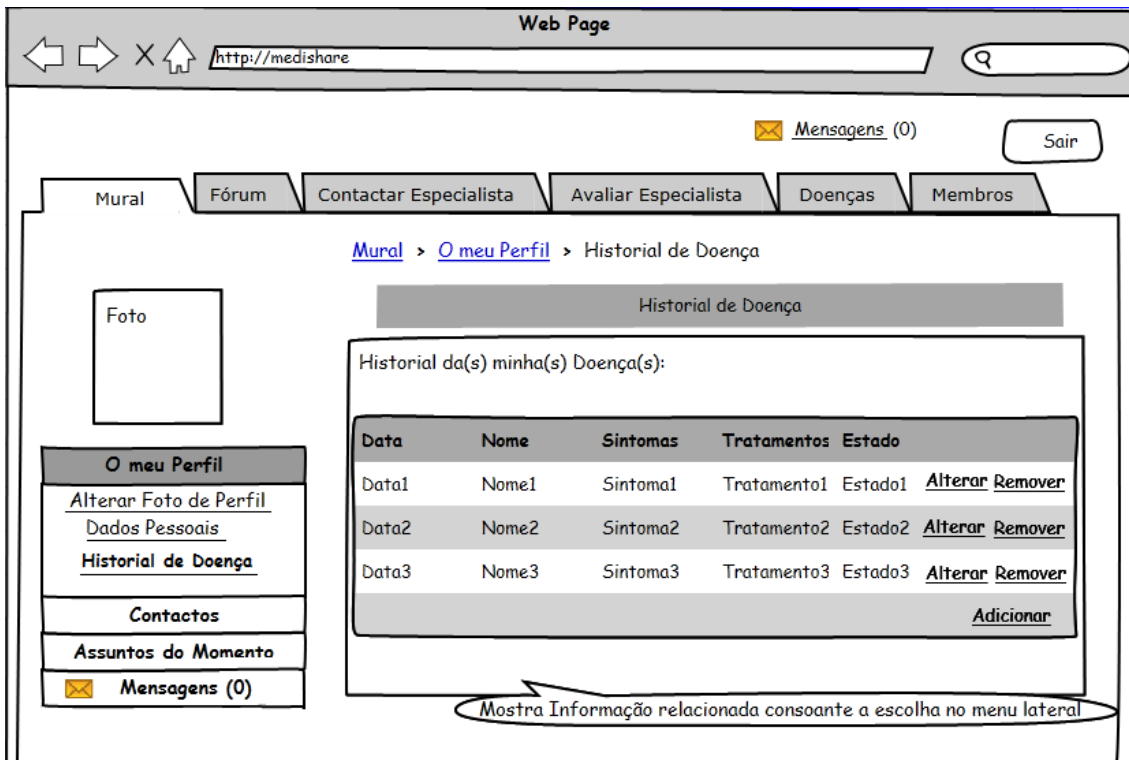 Web Page
http://medishare
Mensagens (0)
Sair
Mural Fórum Contactar Especialista Avaliar Especialista Doenças Membros
Mural > O meu Perfil > Historial de Doença
Foto
Historial de Doença
Historial da(s) minha(s) Doença(s):
Data Nome Sintomas Tratamentos Estado
Data1 Nome1 Sintoma1 Tratamento1 Estado1 Alterar Remover
Data2 Nome2 Sintoma2 Tratamento2 Estado2 Alterar Remover
Data3 Nome3 Sintoma3 Tratamento3 Estado3 Alterar Remover
Adicionar
O meu Perfil
Alterar Foto de Perfil
Dados Pessoais
Historial de Doença
Contactos
Assuntos do Momento
Mensagens (0)
Mostra Informação relacionada consoante a escolha no menu lateral